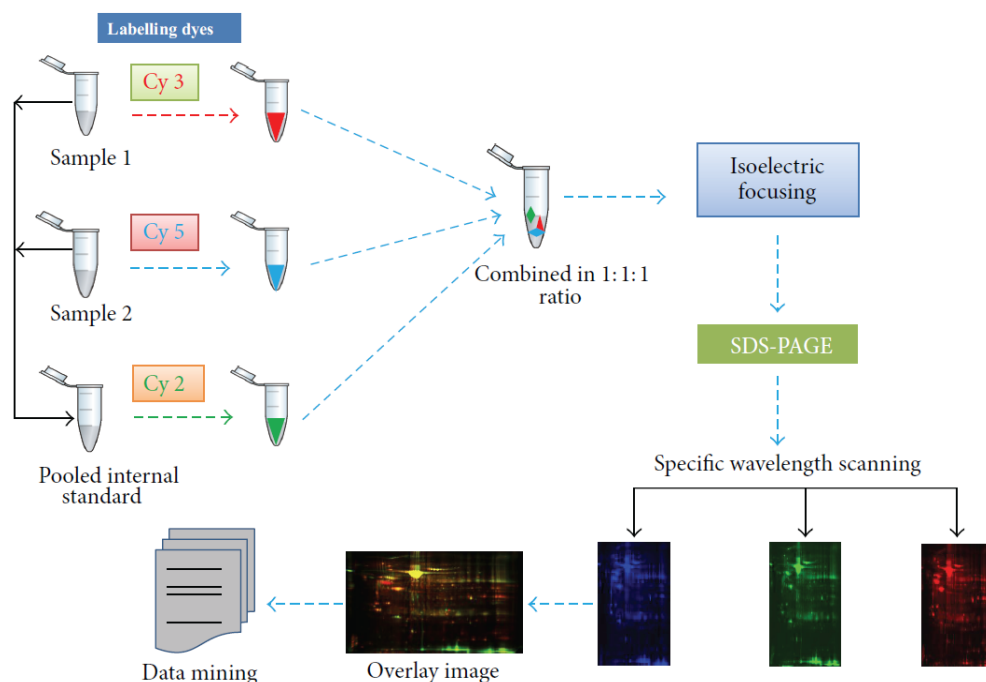 Labelling dyes
Cy 3
Sample 1
Cy 5
Sample 2
Cy 2
Pooled internal
standard
Combined in 1:1:1
ratio
Isoelectric
focusing
SDS-PAGE
Specific wavelength scanning
Overlay image
Data mining